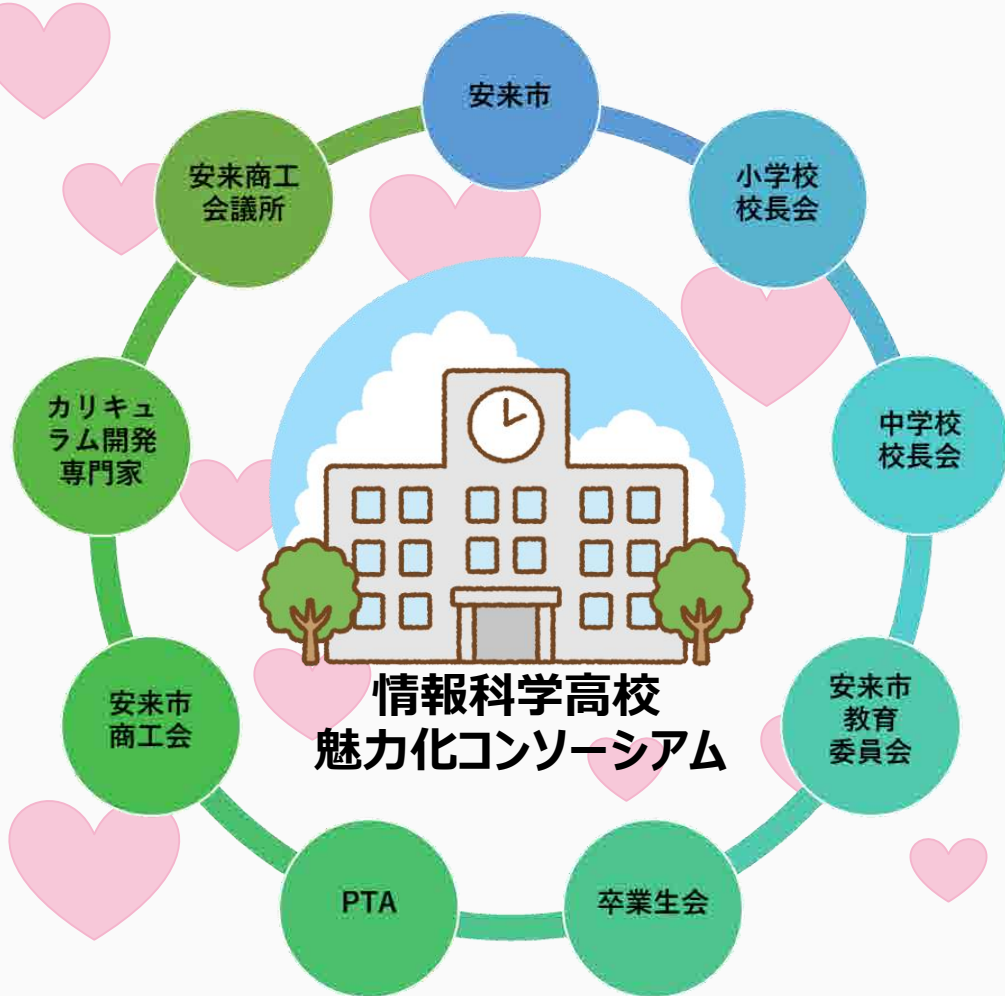 安来市
小学校
校長会
中学校
校長会
安来市
教育
委員会
卒業生会
PTA
安来市
商工会
カリキュ
ラム開発
専門家
安来商工
会議所
情報科学高校
魅力化コンソーシアム